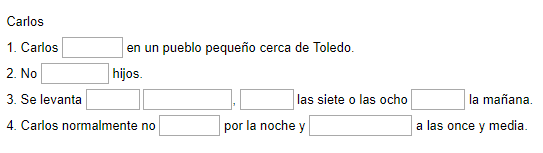 Carlos
1. Carlos en un pueblo pequeño cerca de Toledo.
2. No hijos.
3. Se levanta , las siete o las ocho la mañana.
4. Carlos normalmente no por la noche y a las once y media.